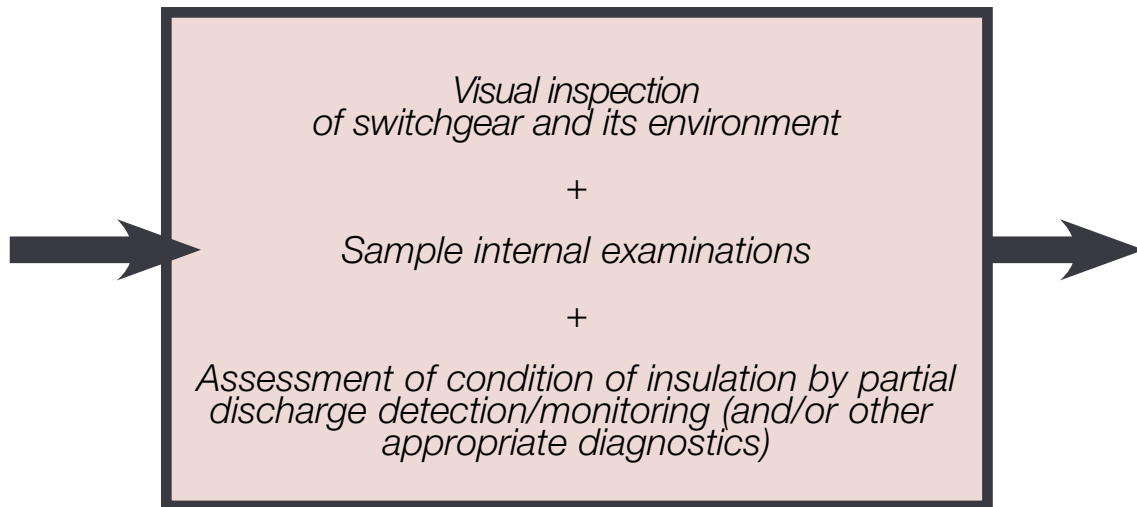 Visual inspection
of switchgear and its environment
+
Sample internal examinations
+
Assessment of condition of insulation by partial
discharge detection/monitoring (and/or other
appropriate diagnostics)